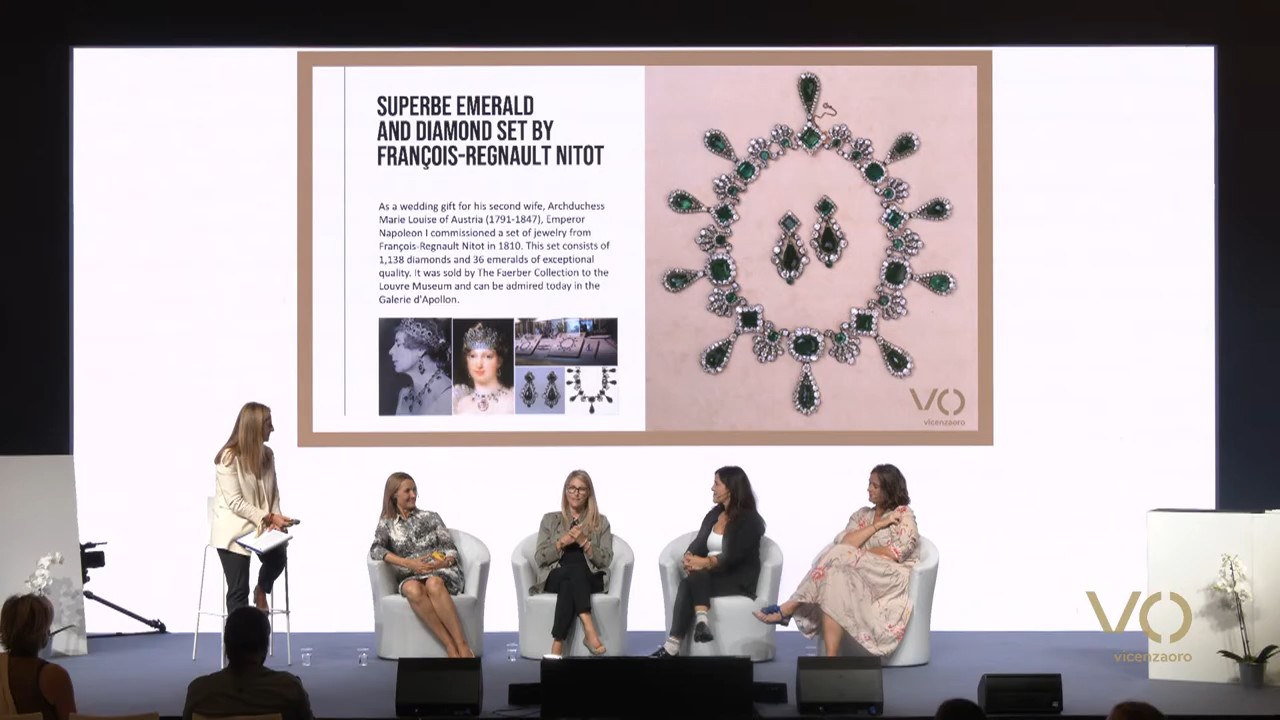 SUPERBE EMERALD
AND DIAMOND SET BY
FRANÇOIS-REGNAULT NITOT
As a wedding gift for his second wife, Archduchess
Marie Louise of Austria (1791-1847), Emperor
Napoleon I commissioned a set of jewelry from
François-Regnault Nitot in 1810. This set consists of
1,138 diamonds and 36 emeralds of exceptional
quality. It was sold by The Faerber Collection to the
Louvre Museum and can be admired today in the
Galerie d'Apollon.
VO
vicenzaoro
VO
vicenzaoro